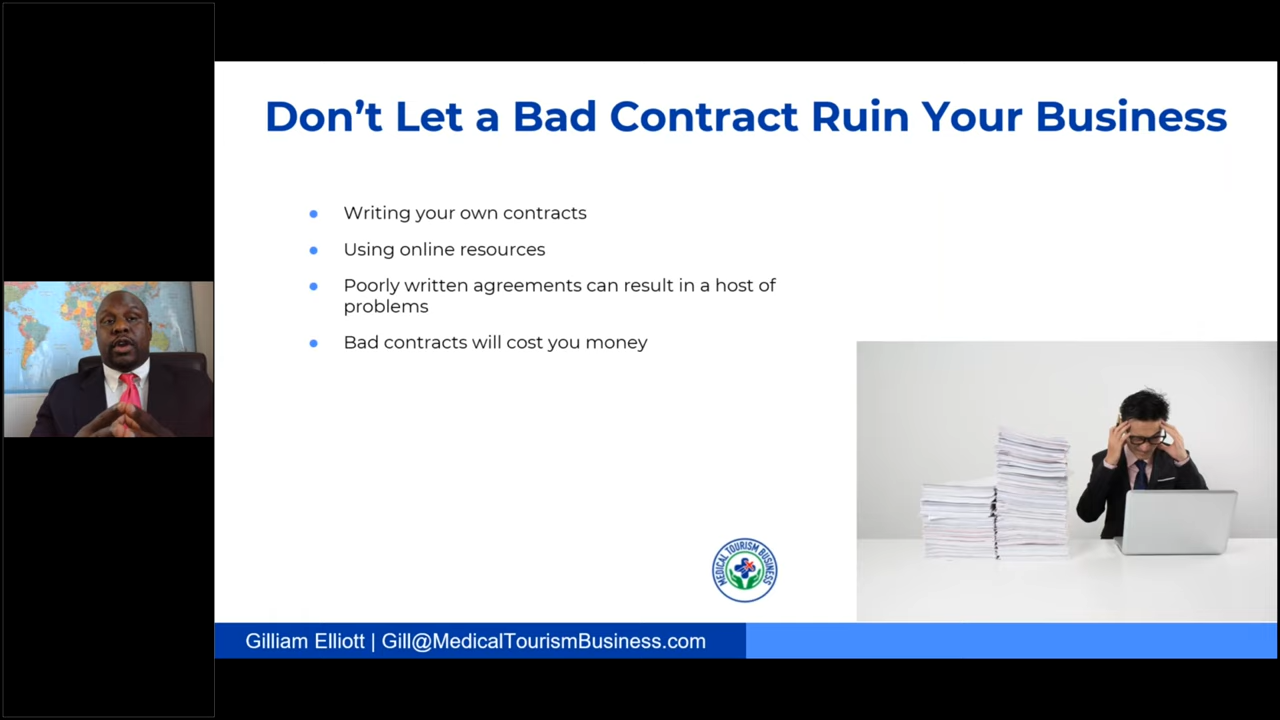 Don't Let a Bad Contract Ruin Your Business
Writing your own contracts
Using online resources
Poorly written agreements can result in a host of
problems
Bad contracts will cost you money
MEDICAL TOURISM BUSINESS
Gilliam Elliott | Gill@MedicalTourismBusiness.com